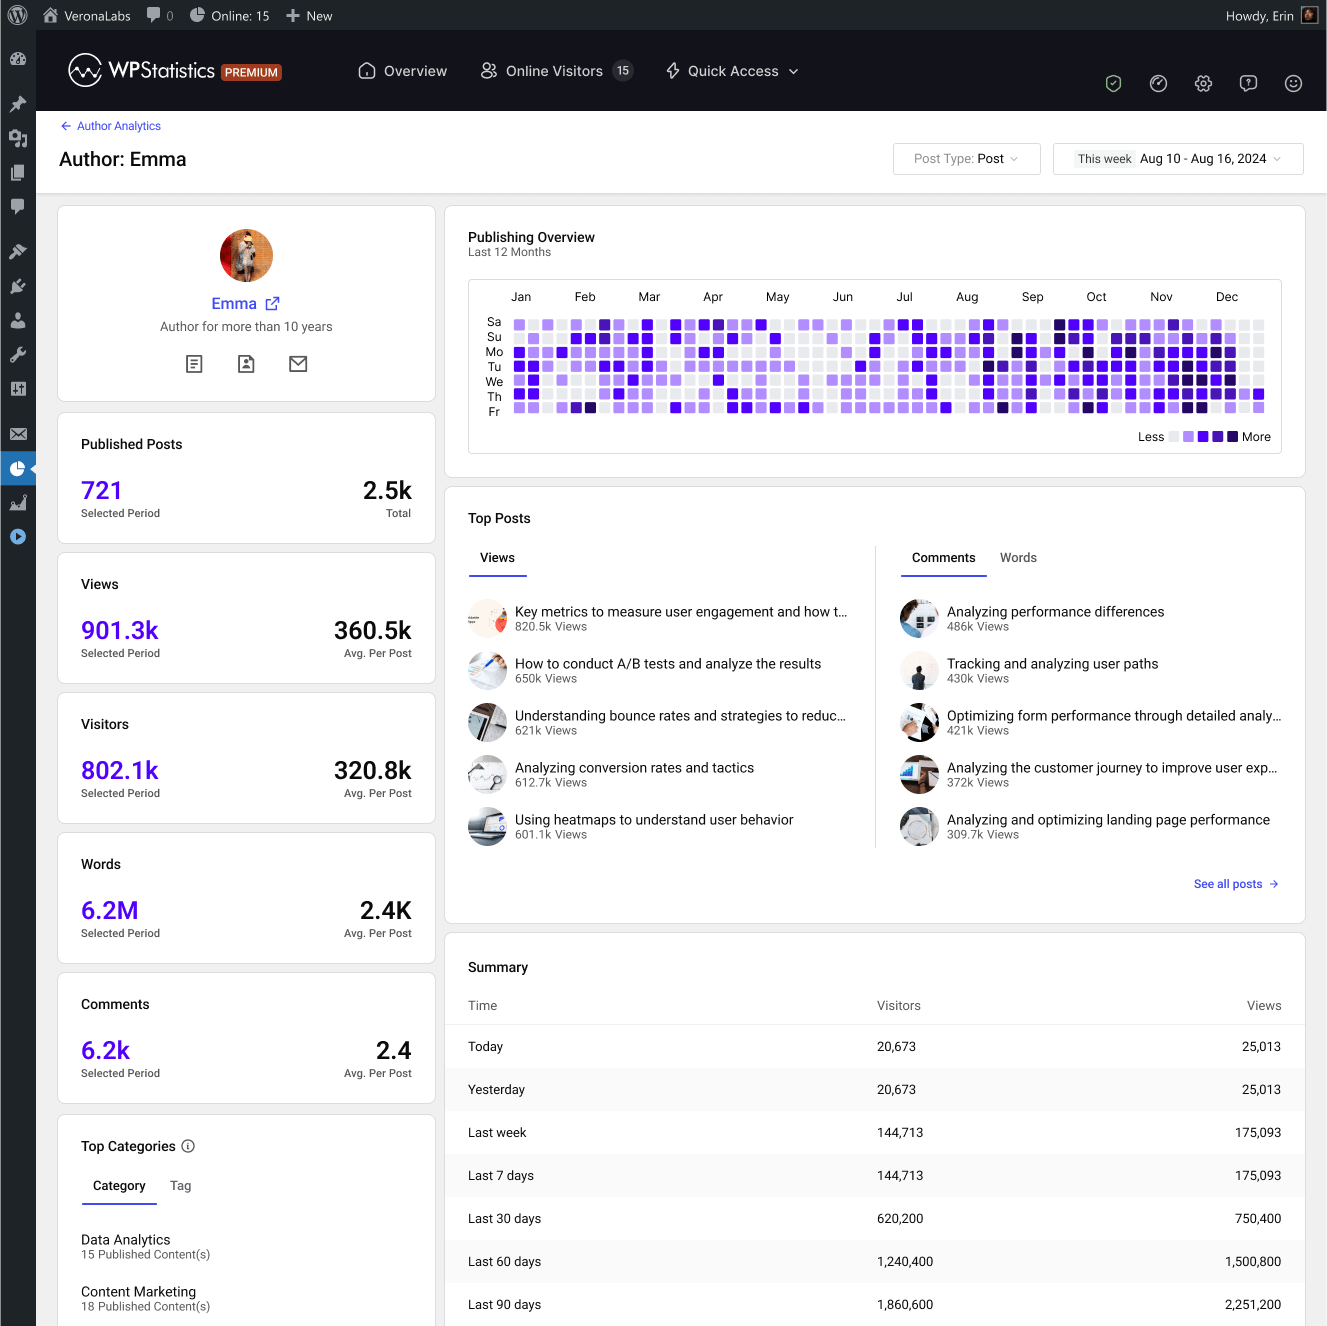 VeronaLabs 0 Online: 15 New Howdy, Erin
WPStatistics PREMIUM Overview Online Visitors 15 Quick Access
Author Analytics
Author: Emma
Post Type: Post This week Aug 10 - Aug 16, 2024
Emma
Author for more than 10 years
Published Posts
721 2.5k
Selected Period Total
Views
901.3k 360.5k
Selected Period Avg. Per Post
Visitors
802.1k 320.8k
Selected Period Avg. Per Post
Words
6.2M 2.4K
Selected Period Avg. Per Post
Comments
6.2k 2.4
Selected Period Avg. Per Post
Top Categories
Category Tag
Data Analytics
15 Published Content(s)
Content Marketing
18 Published Content(s)
Publishing Overview
Last 12 Months
Jan Feb Mar Apr May Jun Jul Aug Sep Oct Nov Dec
Sa
Su
Mo
Tu
We
Th
Fr
Less More
Top Posts
Views
Key metrics to measure user engagement and how t...
820.5k Views
How to conduct A/B tests and analyze the results
650k Views
Understanding bounce rates and strategies to reduc...
621k Views
Analyzing conversion rates and tactics
612.7k Views
Using heatmaps to understand user behavior
601.1k Views
Comments Words
Analyzing performance differences
486k Views
Tracking and analyzing user paths
430k Views
Optimizing form performance through detailed analy...
421k Views
Analyzing the customer journey to improve user exp...
372k Views
Analyzing and optimizing landing page performance
309.7k Views
See all posts
Summary
Time Visitors Views
Today 20,673 25,013
Yesterday 20,673 25,013
Last week 144,713 175,093
Last 7 days 144,713 175,093
Last 30 days 620,200 750,400
Last 60 days 1,240,400 1,500,800
Last 90 days 1,860,600 2,251,200